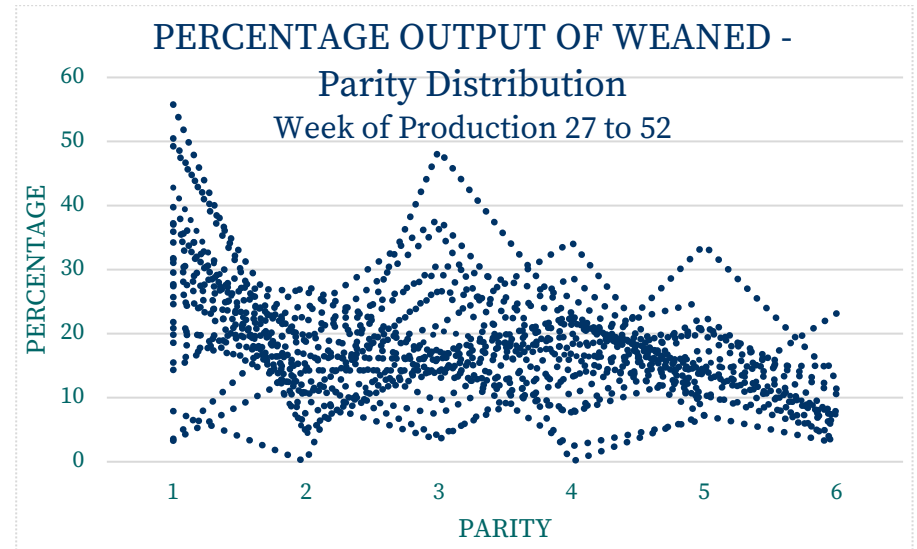 PERCENTAGE OUTPUT OF WEANED -
Parity Distribution
Week of Production 27 to 52
60
50
40
30
20
10
0
PERCENTAGE
1 2 3 4 5 6
PARITY